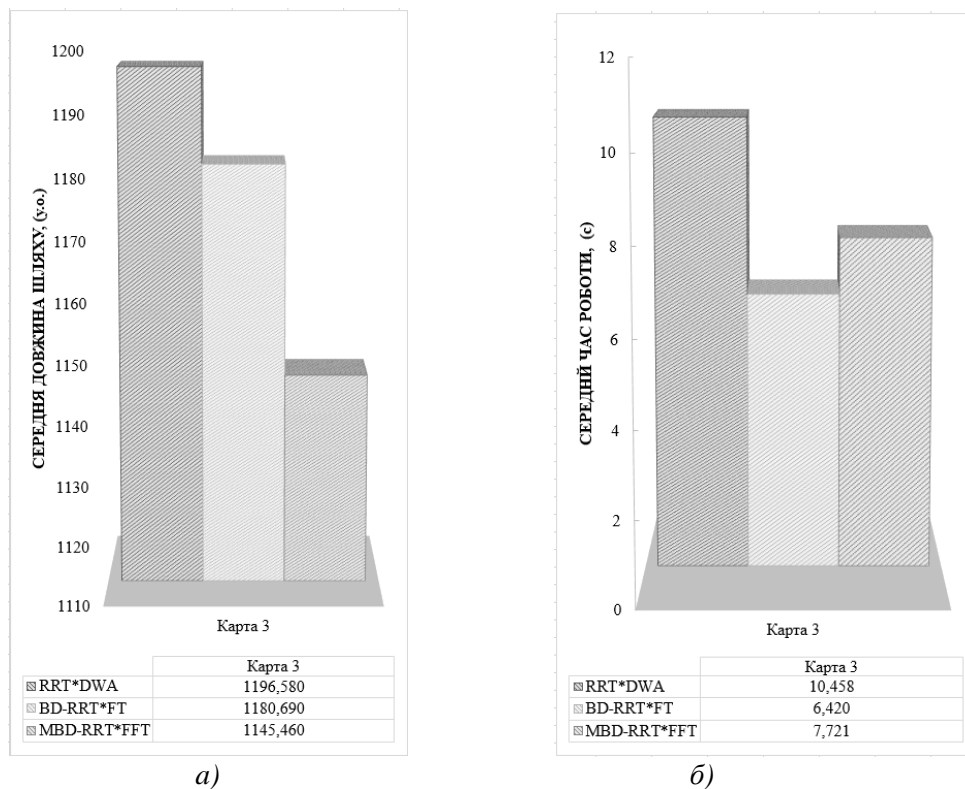 1200
1190
1180
1170
1160
1150
1140
1130
1120
1110
СЕРЕДНЯ ДОВЖИНА ШЛЯХУ, (у.о.)
Карта 3
Карта 3
RRT*DWA 1196,580
BD-RRT*FT 1180,690
MBD-RRT*FFT 1145,460
а)
12
10
8
6
4
2
0
СЕРЕДНЙ ЧАС РОБОТИ, (с)
Карта 3
Карта 3
RRT*DWA 10,458
BD-RRT*FT 6,420
MBD-RRT*FFT 7,721
б)